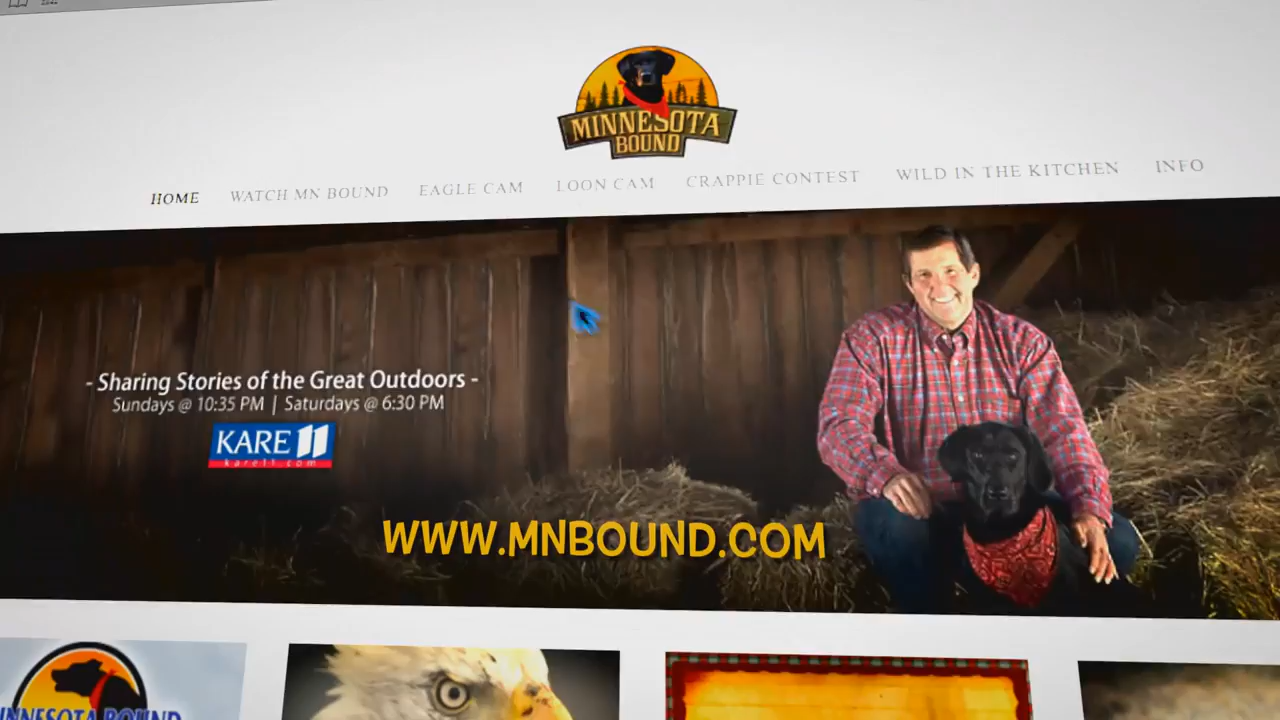 MINNESOTA
BOUND
HOME WATCH MN BOUND EAGLE CAM LOON CAM CRAPPIE CONTEST WILD IN THE KITCHEN INFO
- Sharing Stories of the Great Outdoors -
Sundays @ 10:35 PM | Saturdays @ 6:30 PM
KARE 11
kare11.com
WWW.MNBOUND.COM
MINNESOTA BOUND